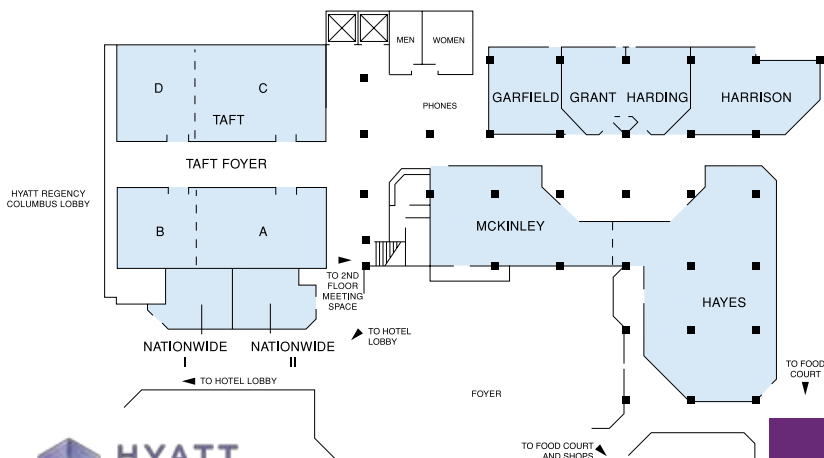 MEN
WOMEN
D
C
TAFT
PHONES
GARFIELD
GRANT
HARDING
HARRISON
TAFT FOYER
HYATT REGENCY
COLUMBUS LOBBY
B
A
MCKINLEY
TO 2ND
FLOOR
MEETING
SPACE
HAYES
NATIONWIDE
I
NATIONWIDE
II
TO HOTEL
LOBBY
TO HOTEL LOBBY
FOYER
TO FOOD
COURT
TO FOOD COURT
AND SHOPS
HYATT